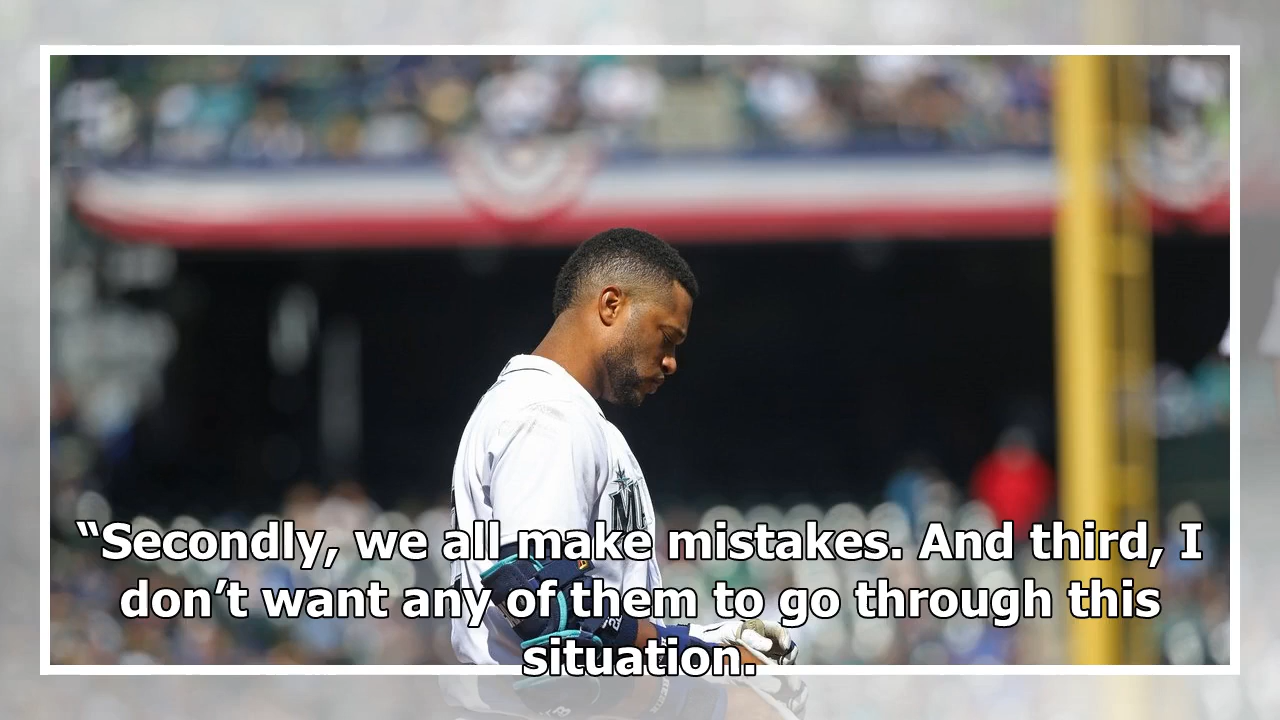 “Secondly, we all make mistakes. And third, I
don’t want any of them to go through this
situation.